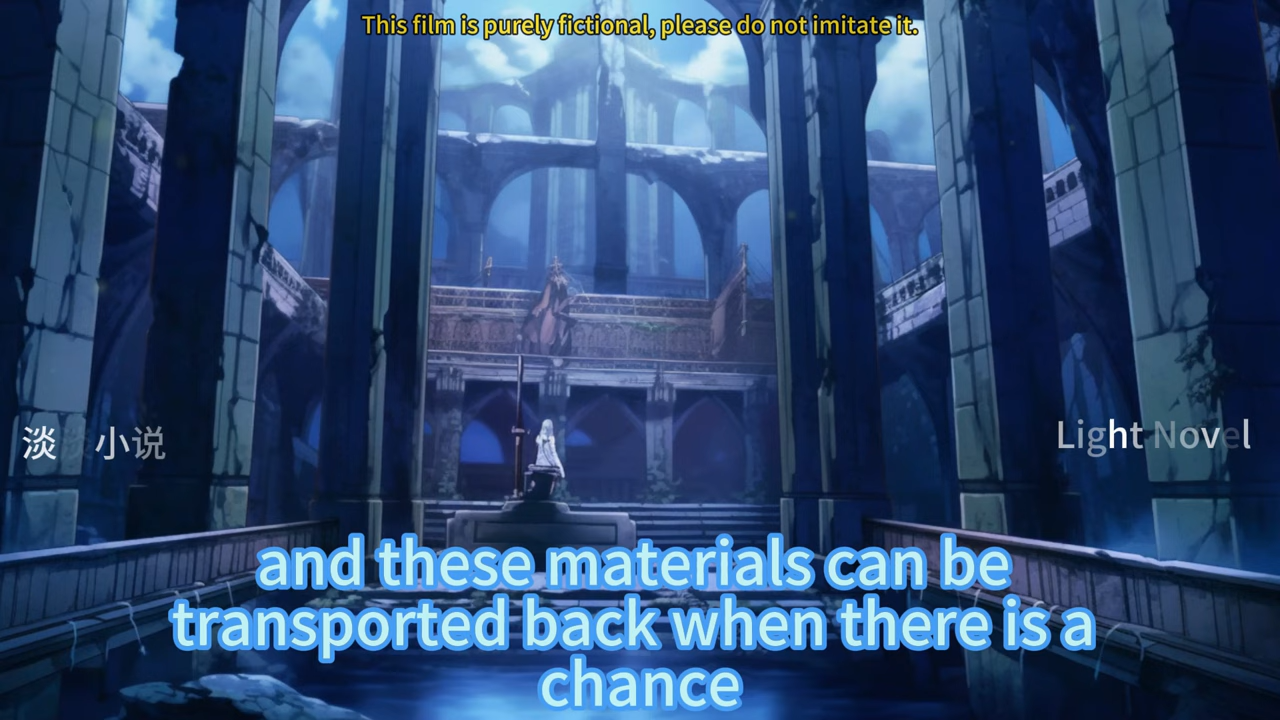 This film is purely fictional, please do not imitate it.
淡 小说
Light Novel
and these materials can be
transported back when there is a
chance